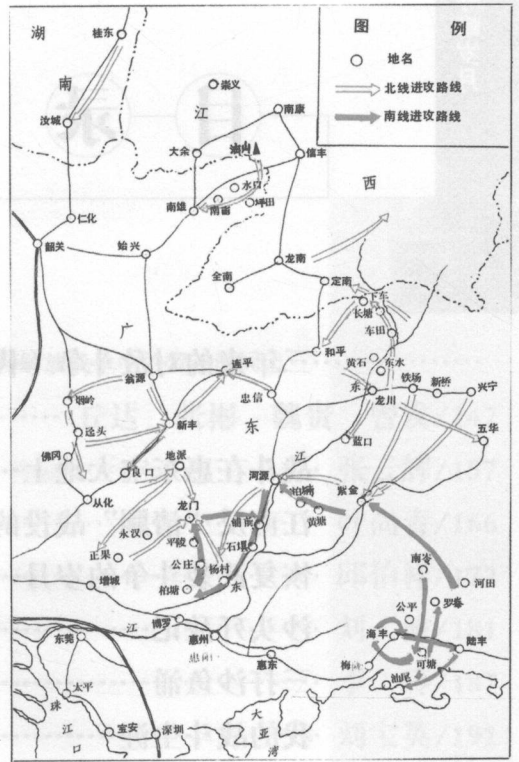 图 例
地名
北线进攻路线
南线进攻路线
湖
南
桂东
崇义
汝城
江
南康
大余
信丰
水口
南雄
南亩
坪田
西
仁化
韶关
始兴
龙南
全南
定南
下车
长塘
车田
广
和平
黄石
东水
连平
翁源
忠信
铁场
新桥
兴宁
东
龙川
烟岭
新丰
五华
东
蓝口
佛冈
地派
良口
江
河源
从化
龙门
柏埔
紫金
黄塘
永汉
平陵
正果
公庄
石坝
杨村
增城
柏塘
东
南岭
河田
江
博罗
惠州
公平
东莞
惠东
海丰
陆丰
可塘
梅
汕尾
太平
珠
江
口
宝安
深圳
大
湾